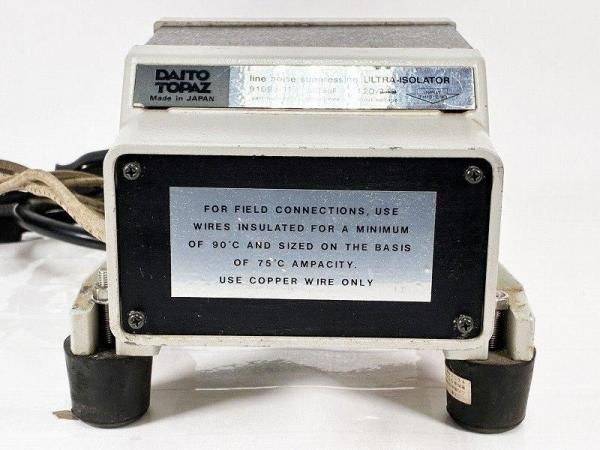 DAITO
TOPAZ
Made in JAPAN
line noise suppressing ULTRA-ISOLATOR
FOR FIELD CONNECTIONS, USE
WIRES INSULATED FOR A MINIMUM
OF 90°C AND SIZED ON THE BASIS
OF 75°C AMPACITY.
USE COPPER WIRE ONLY